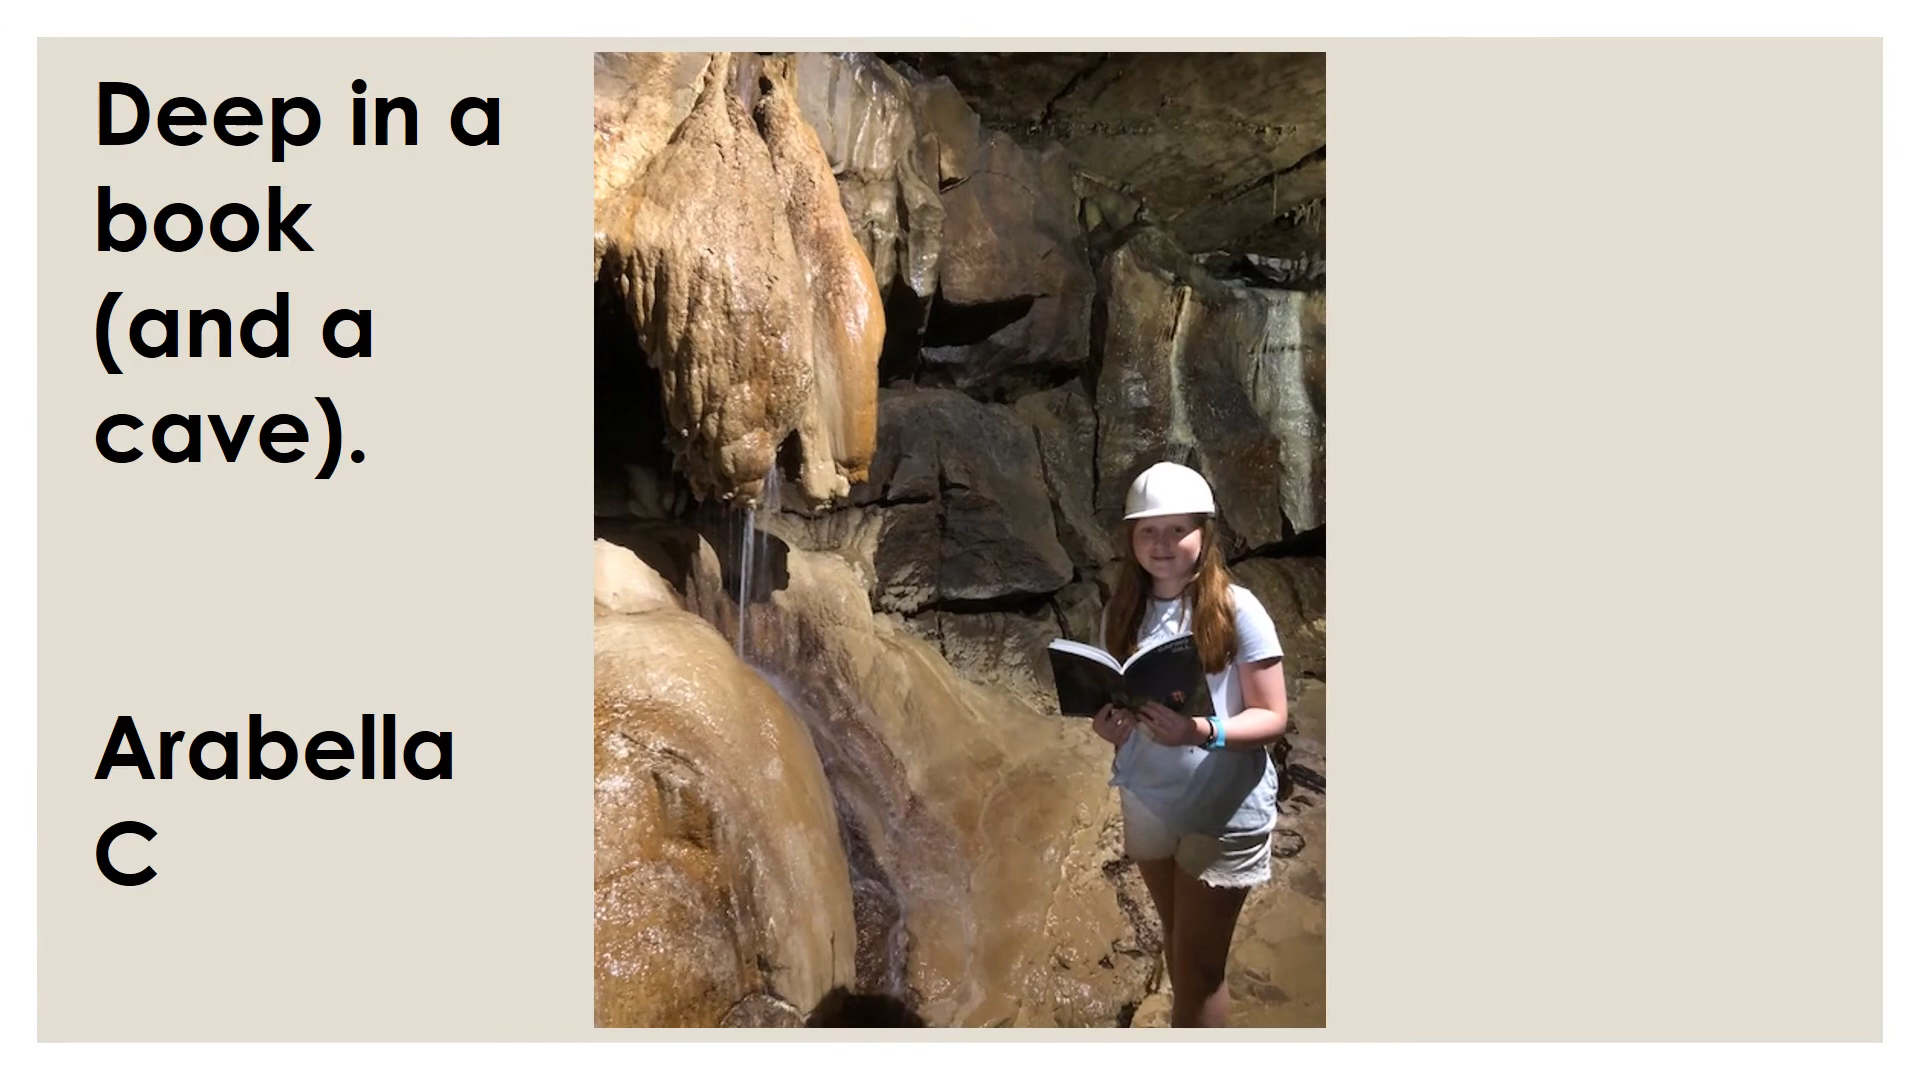 Deep in a
book
(and a
cave).
Arabella
C